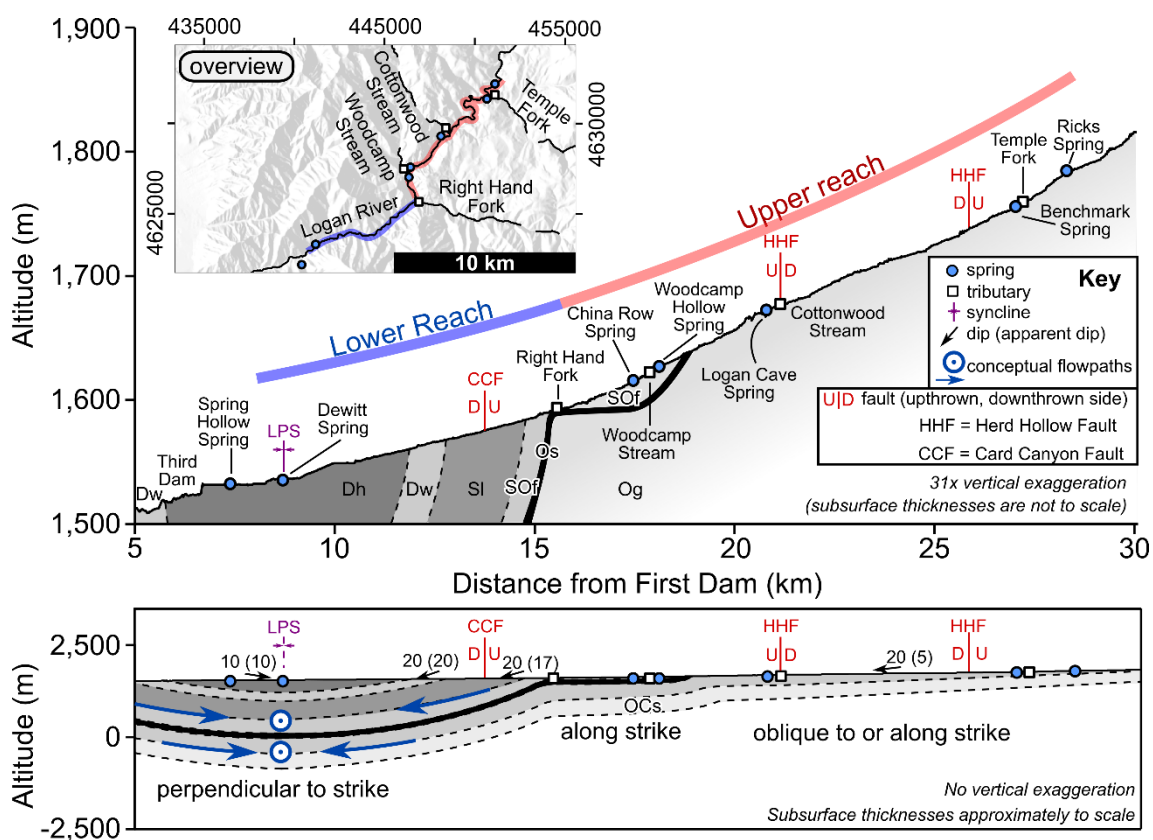 435000
445000
455000
1,900
overview
Cottonwood
Stream
Woodcamp
Stream
Temple
Fork
4630000
Right Hand
Fork
Logan River
4625000
10 km
1,800
Altitude (m)
1,700
1,600
1,500
Upper reach
Lower Reach
Ricks
Spring
Temple
Fork
HHF
D U
Benchmark
Spring
HHF
U D
Woodcamp
Hollow
Spring
China Row
Spring
Cottonwood
Stream
Logan Cave
Spring
Right Hand
Fork
SOf
Woodcamp
Stream
CCF
D U
Spring
Hollow
Spring
LPS
Dewitt
Spring
Third
Dam
Dw
Dh
Dw
Sl
SOf
Os
Og
Key
spring
tributary
syncline
dip (apparent dip)
conceptual flowpaths
U|D fault (upthrown, downthrown side)
HHF = Herd Hollow Fault
CCF = Card Canyon Fault
31x vertical exaggeration
(subsurface thicknesses are not to scale)
5
10
15
20
25
30
Distance from First Dam (km)
2,500
0
-2,500
Altitude (m)
LPS
CCF
D U
HHF
U D
HHF
D U
10 (10)
20 (20)
20 (17)
20 (5)
OCs
along strike
oblique to or along strike
perpendicular to strike
No vertical exaggeration
Subsurface thicknesses approximately to scale